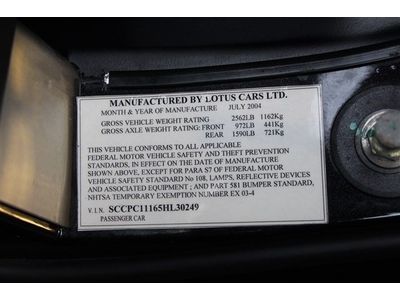 MANUFACTURED BY LOTUS CARS LTD.
MONTH & YEAR OF MANUFACTURE JULY 2004
GROSS VEHICLE WEIGHT RATING 2562LB 1162Kg
GROSS AXLE WEIGHT RATING: FRONT 972LB 441Kg
REAR 1590LB 721Kg
THIS VEHICLE CONFORMS TO ALL APPLICABLE
FEDERAL MOTOR VEHICLE SAFETY AND THEFT PREVENTION
STANDARDS, IN EFFECT ON THE DATE OF MANUFACTURE
SHOWN ABOVE, EXCEPT FOR PARA S7 OF FEDERAL MOTOR
VEHICLE SAFETY STANDARD No 108, LAMPS, REFLECTIVE DEVICES
AND ASSOCIATED EQUIPMENT ; AND PART 581 BUMPER STANDARD,
NHTSA TEMPORARY EXEMPTION NUMBER EX 03-4
V. I. N. SCCPC11165HL30249
PASSENGER CAR